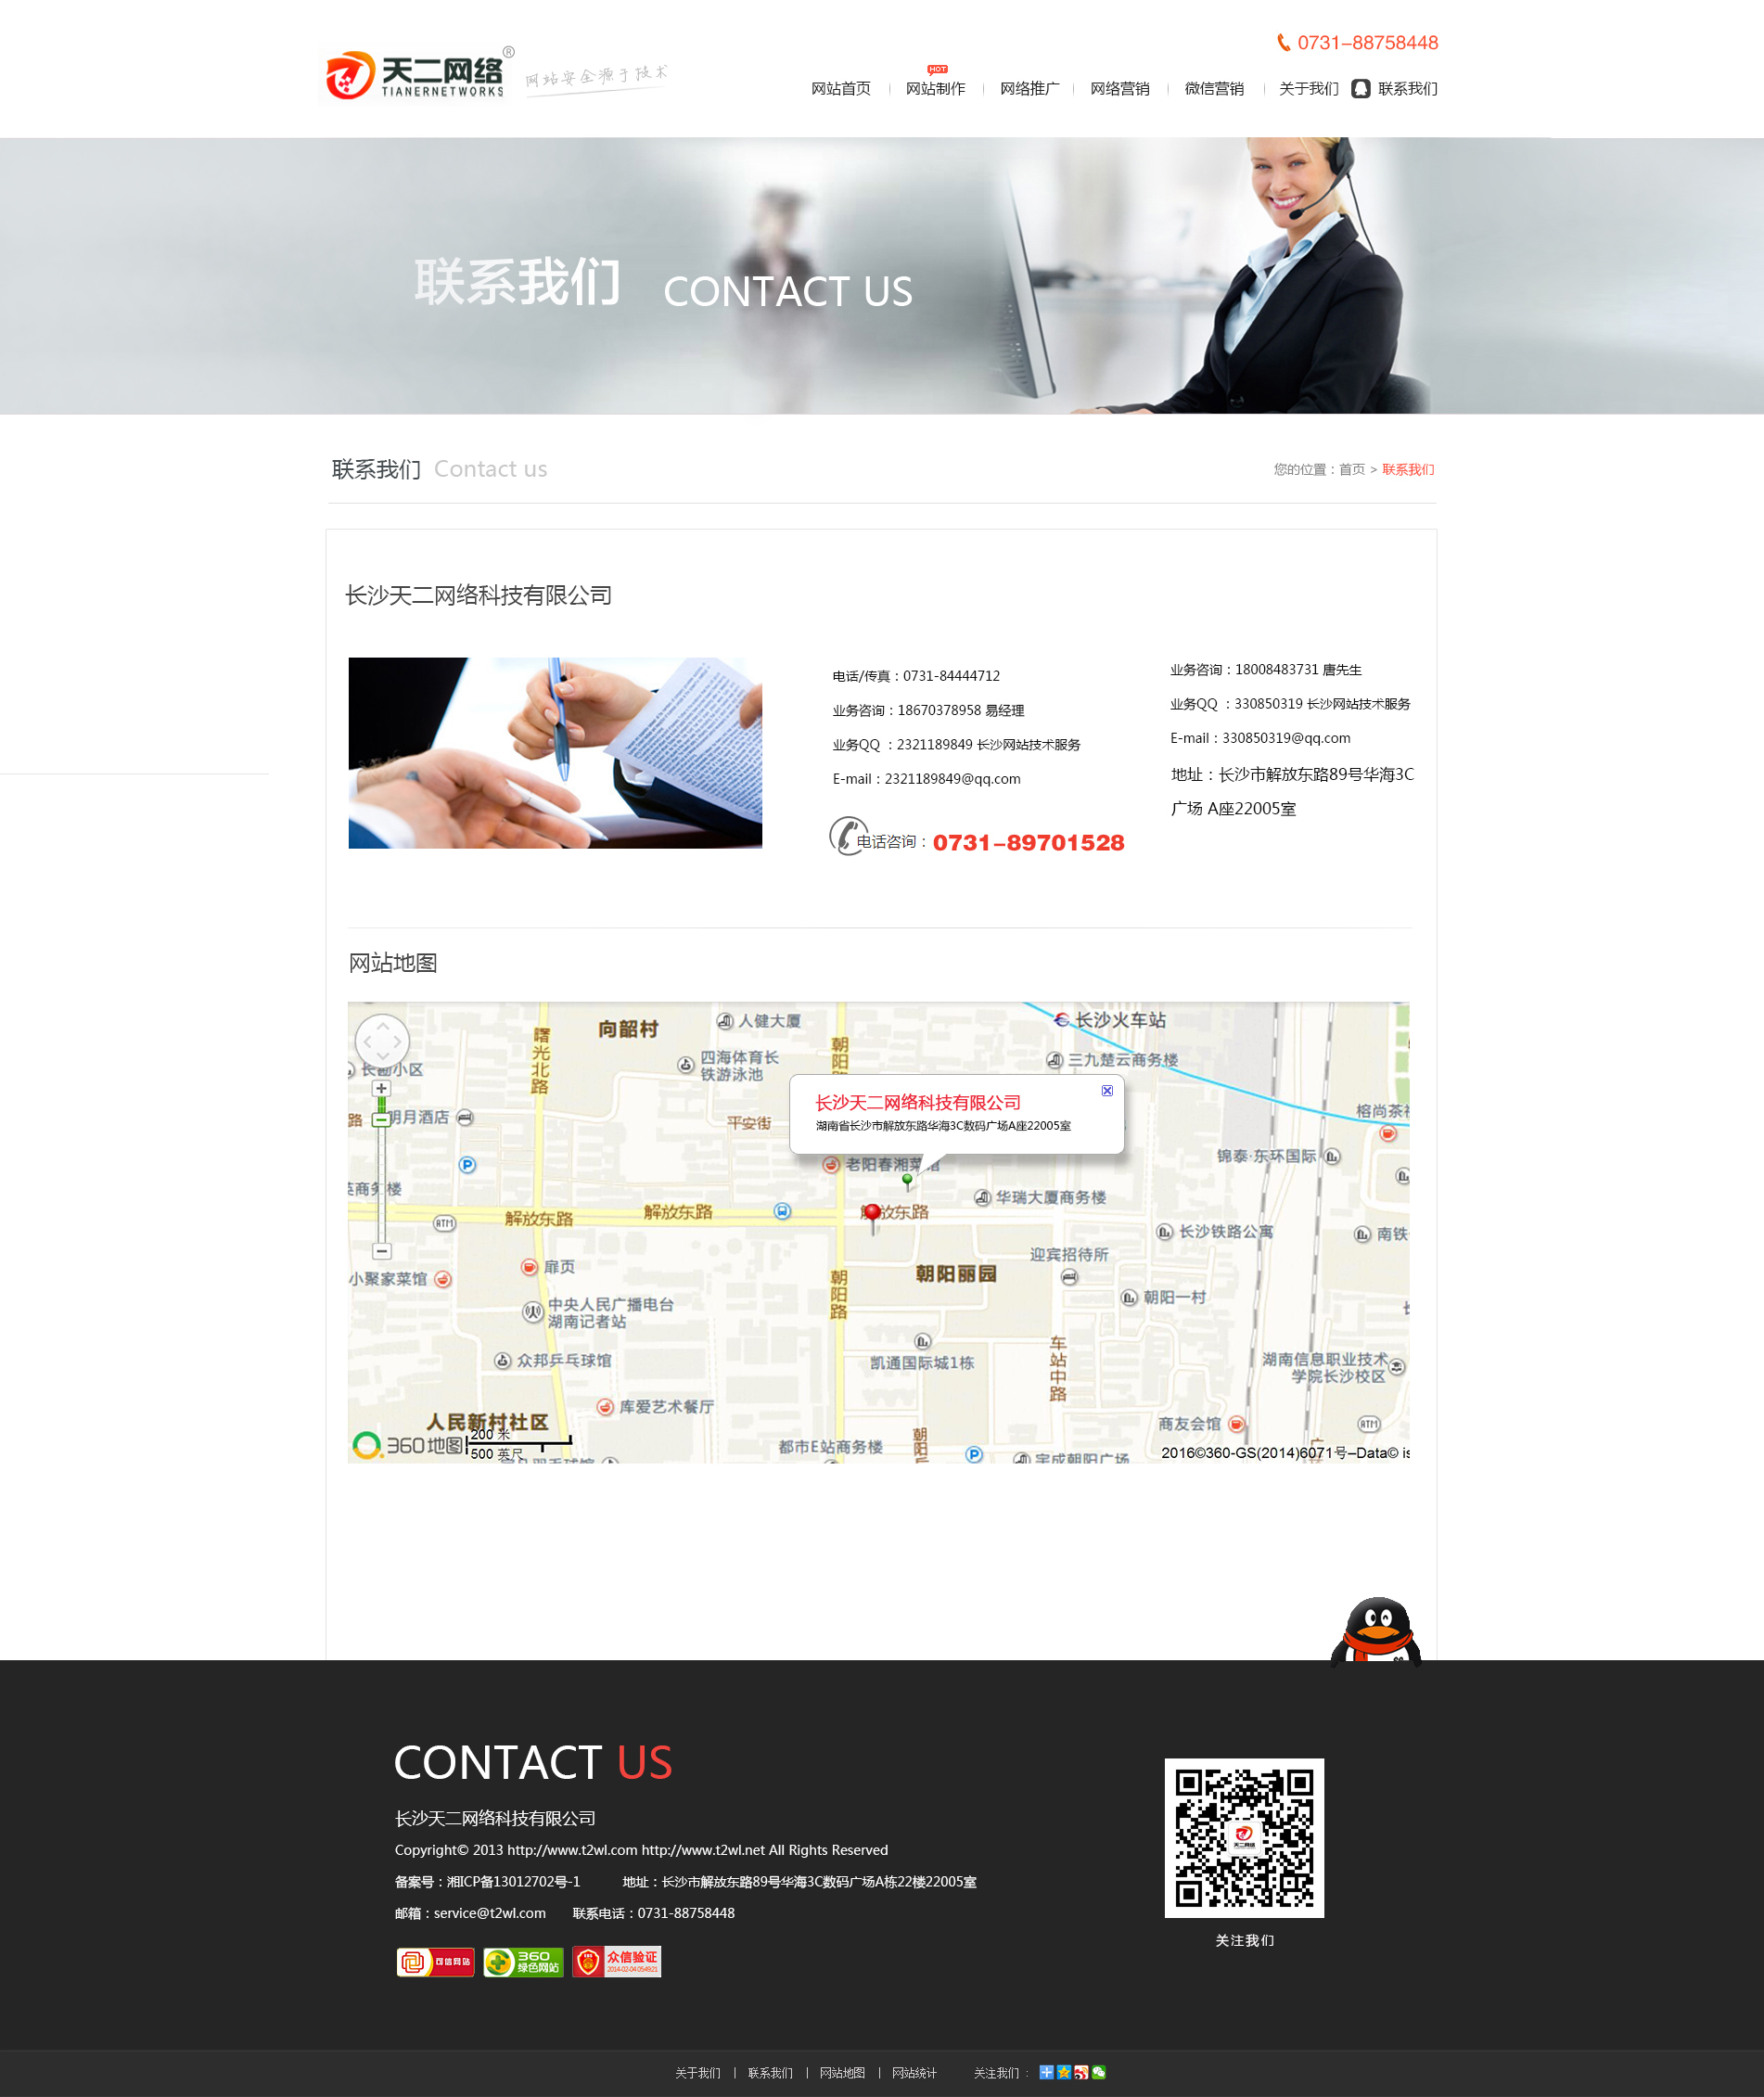 天二网络®
TIANERNETWORKS
网站安全源于技术
0731-88758448
HOT
网站首页 网站制作 网络推广 网络营销 微信营销 关于我们 联系我们
联系我们 CONTACT US
联系我们 Contact us
您的位置：首页 > 联系我们
长沙天二网络科技有限公司
电话/传真：0731-84444712
业务咨询：18670378958 易经理
业务QQ ：2321189849 长沙网站技术服务
E-mail：2321189849@qq.com
电话咨询： 0731-89701528
业务咨询：18008483731 唐先生
业务QQ ：330850319 长沙网站技术服务
E-mail：330850319@qq.com
地址：长沙市解放东路89号华海3C
广场 A座22005室
网站地图
向韶村
人健大厦
长沙火车站
曙光北路
朝阳路
四海体育长
铁游泳池
三九楚云商务楼
长勘小区
明月酒店
路
平安街
长沙天二网络科技有限公司
湖南省长沙市解放东路华海3C数码广场A座22005室
榕尚茶
锦泰·东环国际
老阳春湘菜馆
P
英商务楼
华瑞大厦商务楼
ATM
解放东路
解放东路
解放东路
长沙铁路公寓
南铁
迎宾招待所
小聚家菜馆
扉页
朝阳丽园
朝阳路
朝阳一村
中央人民广播电台
湖南记者站
众邦乒乓球馆
凯通国际城1栋
车站中路
湖南信息职业技术
学院长沙校区
库爱艺术餐厅
人民新村社区
商友会馆
ATM
360地图
200 米
500 英尺
都市E站商务楼
朝阳
P
宇成朝阳广场
2016©360-GS(2014)6071号–Data© is
CONTACT US
长沙天二网络科技有限公司
Copyright© 2013 http://www.t2wl.com http://www.t2wl.net All Rights Reserved
备案号：湘ICP备13012702号-1 地址：长沙市解放东路89号华海3C数码广场A栋22楼22005室
邮箱：service@t2wl.com 联系电话：0731-88758448
可信网站
360
绿色网站
众信验证
2014-02-04 05:49:21
天二网络
关注我们
关于我们 | 联系我们 | 网站地图 | 网站统计 关注我们 ：